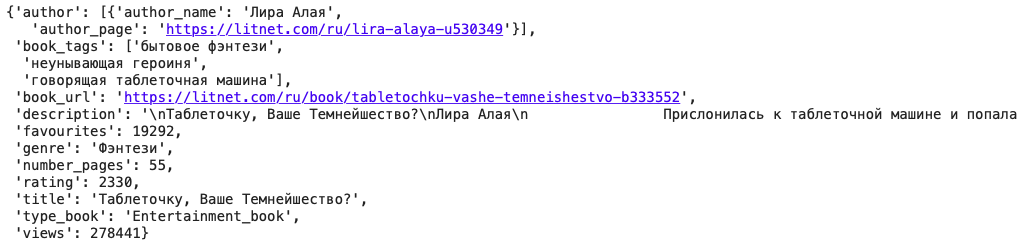 {'author': [{'author_name': 'Лира Алая',
'author_page': 'https://litnet.com/ru/lira-alaya-u530349'}],
'book_tags': ['бытовое фэнтези',
'неунывающая героиня',
'говорящая таблеточная машина'],
'book_url': 'https://litnet.com/ru/book/tabletochku-vashe-temneishestvo-b333552',
'description': '\nТаблеточку, Ваше Темнейшество?\nЛира Алая\n                Прислонилась к таблеточной машине и попала
'favourites': 19292,
'genre': 'Фэнтези',
'number_pages': 55,
'rating': 2330,
'title': 'Таблеточку, Ваше Темнейшество?',
'type_book': 'Entertainment_book',
'views': 278441}